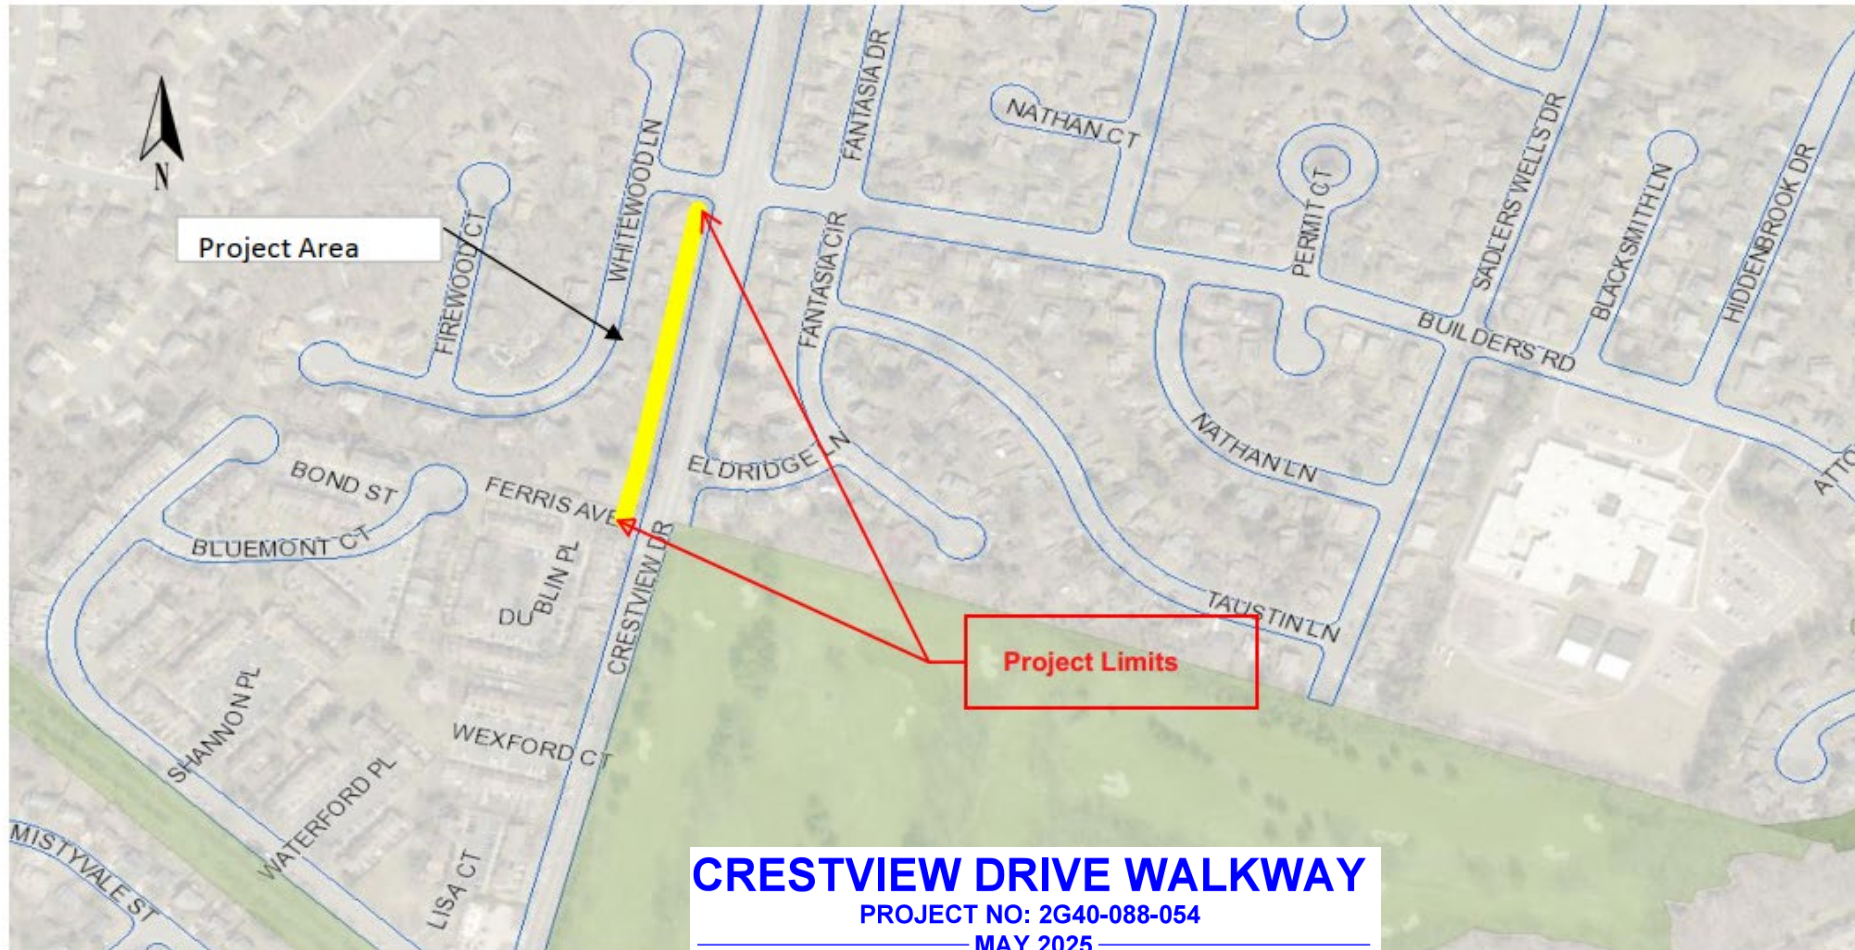 FANTASIA DR
NATHAN CT
WHITEWOOD LN
SADLERS WELLS DR
PERMIT CT
BLACKSMITH LN
HIDDENBROOK DR
N
Project Area
FIREWOOD CT
FANTASIA CIR
BUILDERS RD
NATHAN LN
ELDRIDGE LN
BOND ST
FERRIS AVE
BLUEMONT CT
DUBLIN PL
CRESTVIEW DR
TAUSTIN LN
Project Limits
SHANNON PL
WEXFORD CT
WATERFORD PL
MISTYVALE ST
LISA CT
CRESTVIEW DRIVE WALKWAY
PROJECT NO: 2G40-088-054
MAY 2025